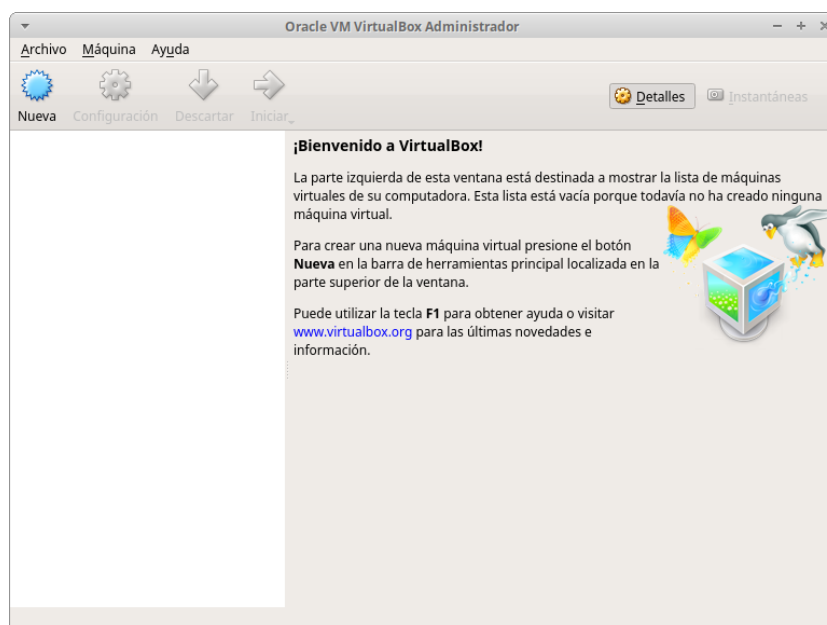 Oracle VM VirtualBox Administrador
Archivo Máquina Ayuda
Nueva Configuración Descartar Iniciar Detalles Instantáneas
¡Bienvenido a VirtualBox!
La parte izquierda de esta ventana está destinada a mostrar la lista de máquinas
virtuales de su computadora. Esta lista está vacía porque todavía no ha creado ninguna
máquina virtual.
Para crear una nueva máquina virtual presione el botón
Nueva en la barra de herramientas principal localizada en la
parte superior de la ventana.
Puede utilizar la tecla F1 para obtener ayuda o visitar
www.virtualbox.org para las últimas novedades e
información.